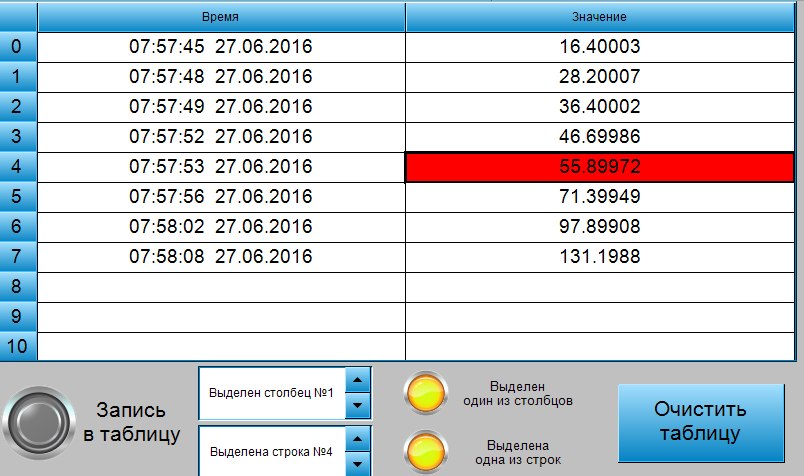 Время Значение
0 07:57:45 27.06.2016 16.40003
1 07:57:48 27.06.2016 28.20007
2 07:57:49 27.06.2016 36.40002
3 07:57:52 27.06.2016 46.69986
4 07:57:53 27.06.2016 55.89972
5 07:57:56 27.06.2016 71.39949
6 07:58:02 27.06.2016 97.89908
7 07:58:08 27.06.2016 131.1988
8
9
10
Запись
в таблицу
Выделен столбец №1
Выделена строка №4
Выделен
один из столбцов
Выделена
одна из строк
Очистить
таблицу